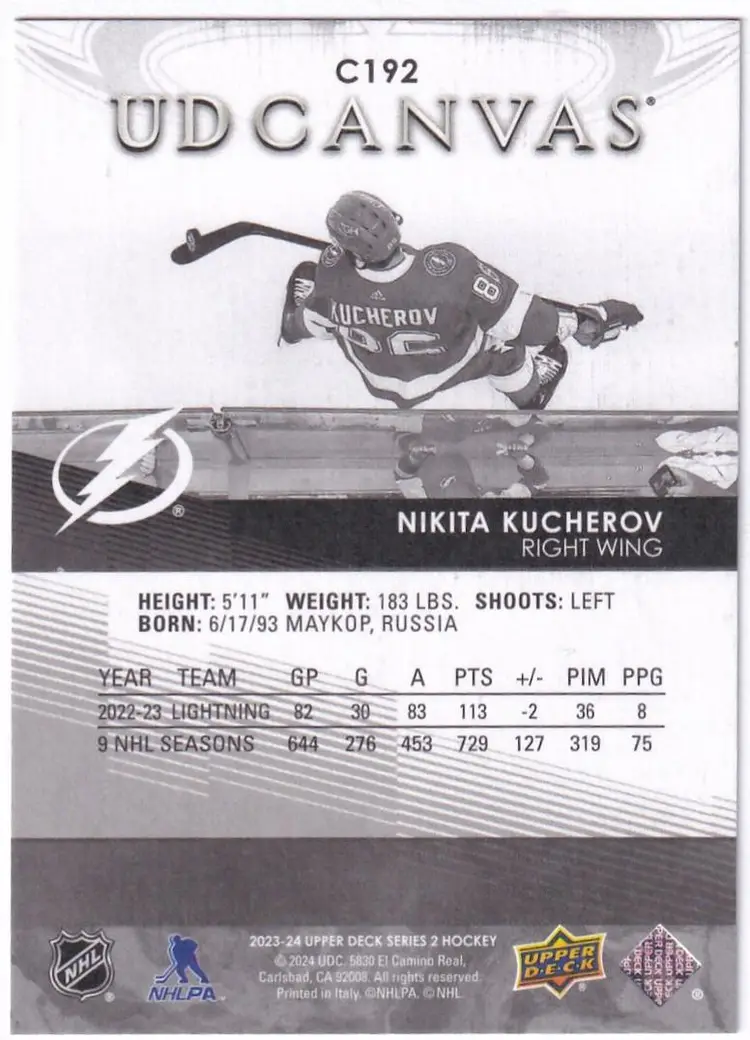 C192
UD CANVAS®
88
KUCHEROV
NIKITA KUCHEROV
RIGHT WING
HEIGHT: 5'11" WEIGHT: 183 LBS. SHOOTS: LEFT
BORN: 6/17/93 MAYKOP, RUSSIA
YEAR TEAM GP G A PTS +/- PIM PPG
2022-23 LIGHTNING 82 30 83 113 -2 36 8
9 NHL SEASONS 644 276 453 729 127 319 75
2023-24 UPPER DECK SERIES 2 HOCKEY
© 2024 UDC. 5830 El Camino Real,
Carlsbad, CA 92008. All rights reserved.
Printed in Italy. ©NHLPA. ©NHL.
NHL
NHLPA
UPPER
D·E·C·K